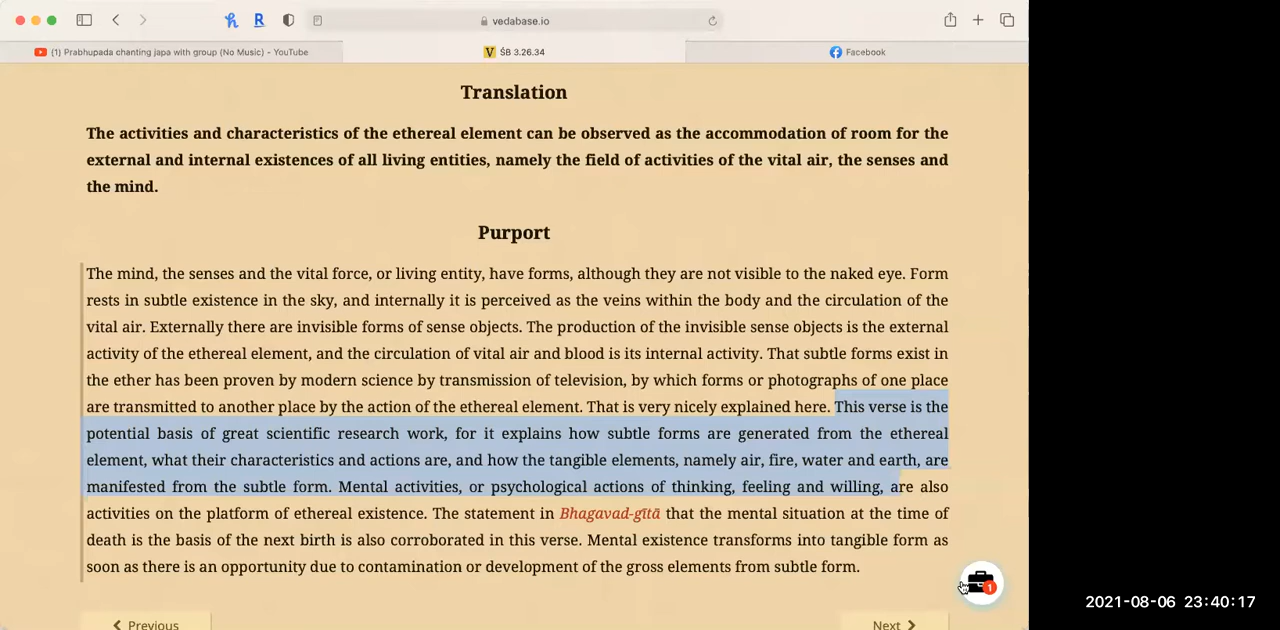 vedabase.io
(1) Prabhupada chanting japa with group (No Music) - YouTube
V ŚB 3.26.34
Facebook
Translation
The activities and characteristics of the ethereal element can be observed as the accommodation of room for the
external and internal existences of all living entities, namely the field of activities of the vital air, the senses and
the mind.
Purport
The mind, the senses and the vital force, or living entity, have forms, although they are not visible to the naked eye. Form
rests in subtle existence in the sky, and internally it is perceived as the veins within the body and the circulation of the
vital air. Externally there are invisible forms of sense objects. The production of the invisible sense objects is the external
activity of the ethereal element, and the circulation of vital air and blood is its internal activity. That subtle forms exist in
the ether has been proven by modern science by transmission of television, by which forms or photographs of one place
are transmitted to another place by the action of the ethereal element. That is very nicely explained here. This verse is the
potential basis of great scientific research work, for it explains how subtle forms are generated from the ethereal
element, what their characteristics and actions are, and how the tangible elements, namely air, fire, water and earth, are
manifested from the subtle form. Mental activities, or psychological actions of thinking, feeling and willing, are also
activities on the platform of ethereal existence. The statement in Bhagavad-gītā that the mental situation at the time of
death is the basis of the next birth is also corroborated in this verse. Mental existence transforms into tangible form as
soon as there is an opportunity due to contamination or development of the gross elements from subtle form.
1
2021-08-06 23:40:17
Previous
Next